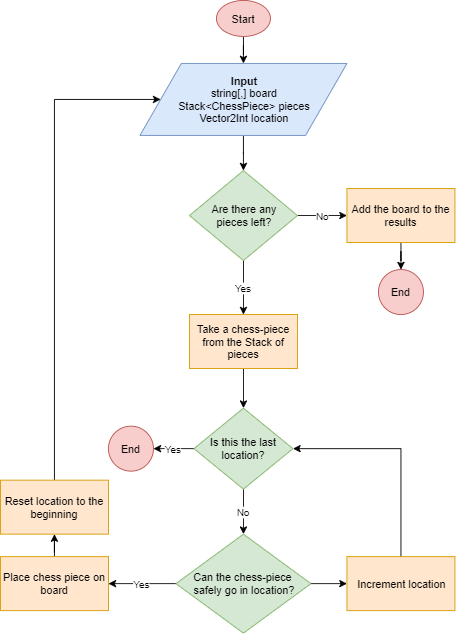 Start
Input
string[,] board
Stack<ChessPiece> pieces
Vector2Int location
Are there any
pieces left?
No
Add the board to the
results
End
Yes
Take a chess-piece
from the Stack of
pieces
Is this the last
location?
Yes
End
No
Reset location to the
beginning
Can the chess-piece
safely go in location?
Yes
Place chess piece on
board
Increment location